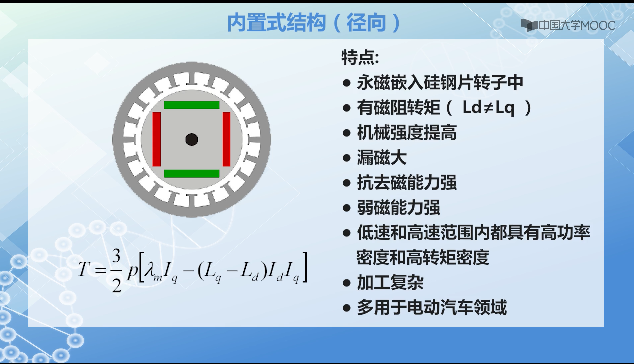 内置式结构（径向）
中国大学MOOC
特点:
● 永磁嵌入硅钢片转子中
● 有磁阻转矩（ Ld≠Lq ）
● 机械强度提高
● 漏磁大
● 抗去磁能力强
● 弱磁能力强
● 低速和高速范围内都具有高功率
密度和高转矩密度
● 加工复杂
● 多用于电动汽车领域
T = 3/2 p[λmIq −(Lq − Ld)IdIq]